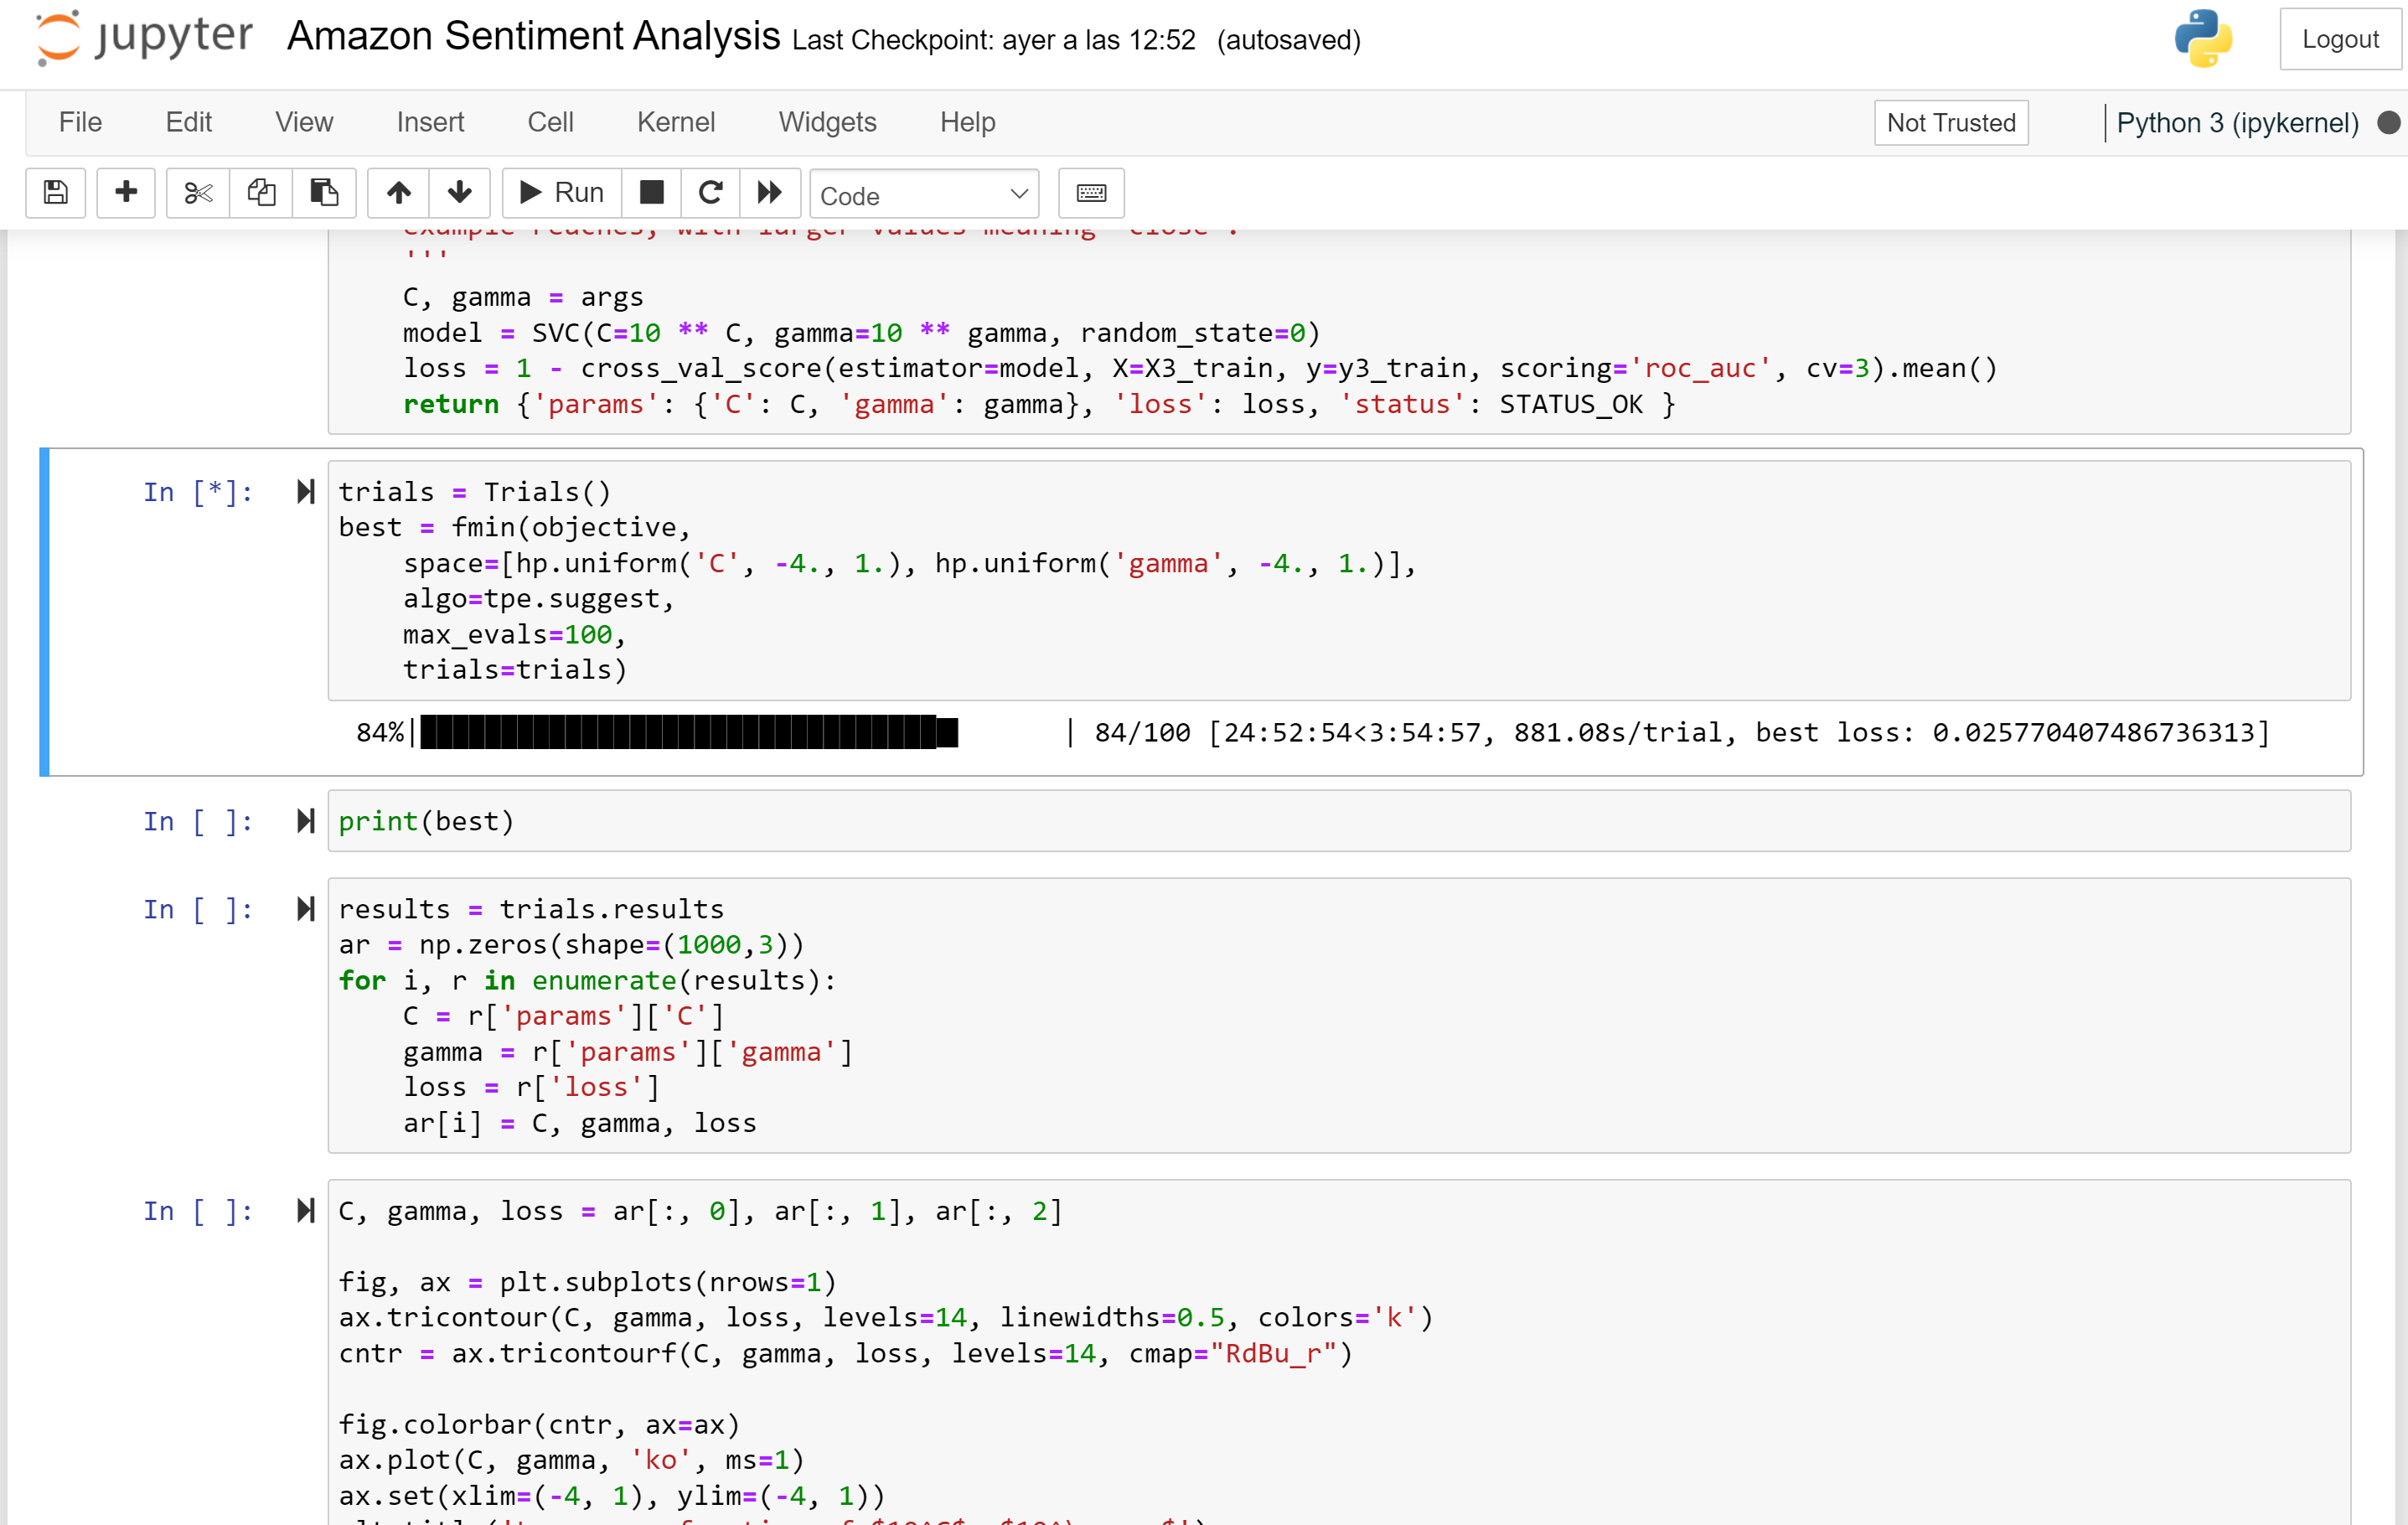 jupyter Amazon Sentiment Analysis Last Checkpoint: ayer a las 12:52 (autosaved) Logout
File Edit View Insert Cell Kernel Widgets Help Not Trusted Python 3 (ipykernel)
Run Code
example reaches, with larger values meaning 'close'.
'''
C, gamma = args
model = SVC(C=10 ** C, gamma=10 ** gamma, random_state=0)
loss = 1 - cross_val_score(estimator=model, X=X3_train, y=y3_train, scoring='roc_auc', cv=3).mean()
return {'params': {'C': C, 'gamma': gamma}, 'loss': loss, 'status': STATUS_OK }
In [*]: trials = Trials()
best = fmin(objective,
space=[hp.uniform('C', -4., 1.), hp.uniform('gamma', -4., 1.)],
algo=tpe.suggest,
max_evals=100,
trials=trials)
84%| | 84/100 [24:52:54<3:54:57, 881.08s/trial, best loss: 0.025770407486736313]
In [ ]: print(best)
In [ ]: results = trials.results
ar = np.zeros(shape=(1000,3))
for i, r in enumerate(results):
C = r['params']['C']
gamma = r['params']['gamma']
loss = r['loss']
ar[i] = C, gamma, loss
In [ ]: C, gamma, loss = ar[:, 0], ar[:, 1], ar[:, 2]
fig, ax = plt.subplots(nrows=1)
ax.tricontour(C, gamma, loss, levels=14, linewidths=0.5, colors='k')
cntr = ax.tricontourf(C, gamma, loss, levels=14, cmap="RdBu_r")
fig.colorbar(cntr, ax=ax)
ax.plot(C, gamma, 'ko', ms=1)
ax.set(xlim=(-4, 1), ylim=(-4, 1))